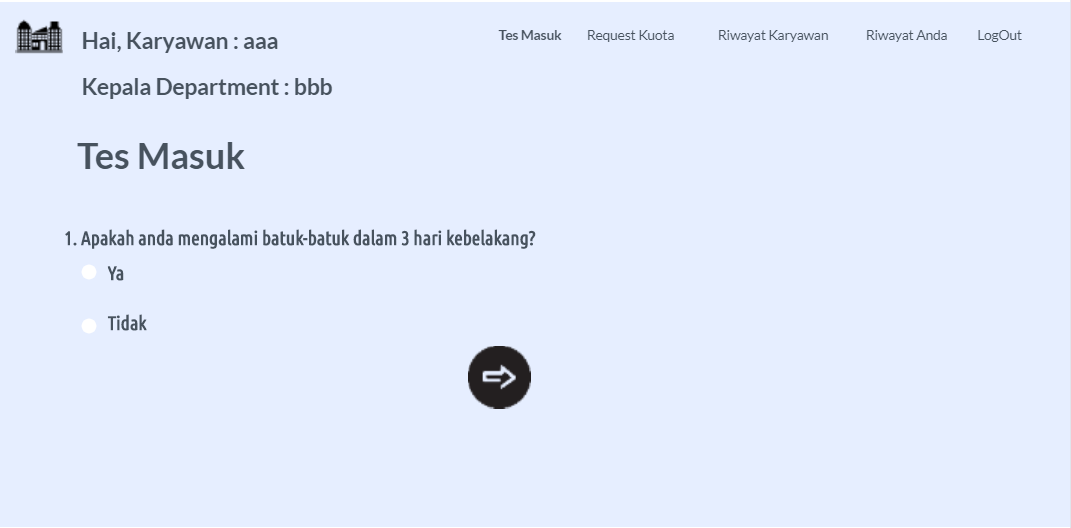 Hai, Karyawan : aaa
Tes Masuk Request Kuota Riwayat Karyawan Riwayat Anda LogOut
Kepala Department : bbb
Tes Masuk
1. Apakah anda mengalami batuk-batuk dalam 3 hari kebelakang?
Ya
Tidak